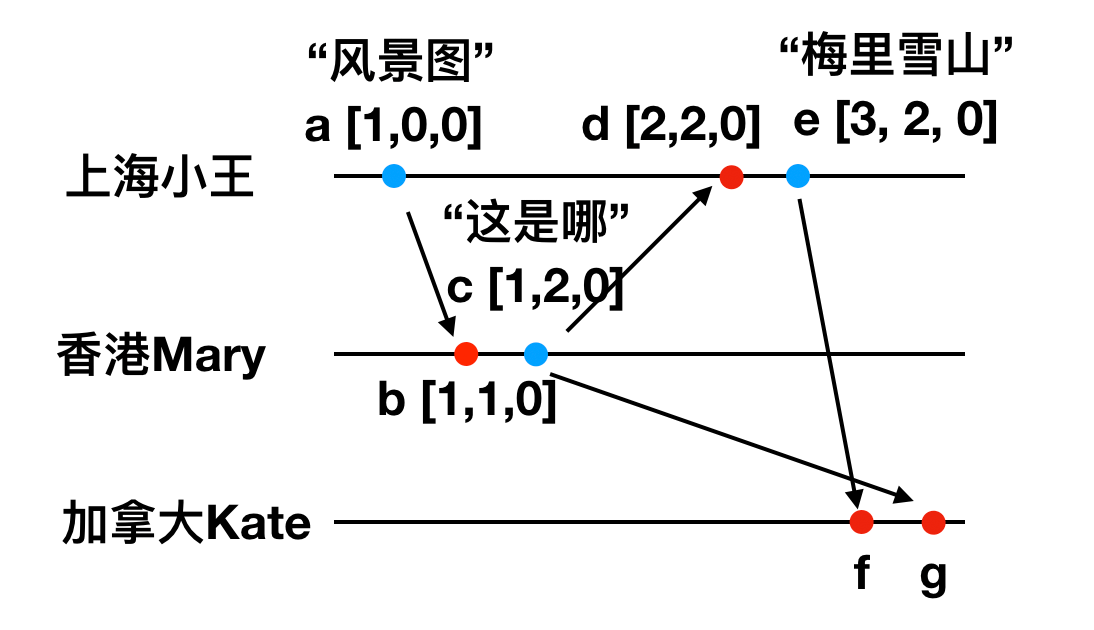 “风景图”
“梅里雪山”
a [1,0,0]
d [2,2,0]
e [3, 2, 0]
上海小王
“这是哪”
c [1,2,0]
香港Mary
b [1,1,0]
加拿大Kate
f
g